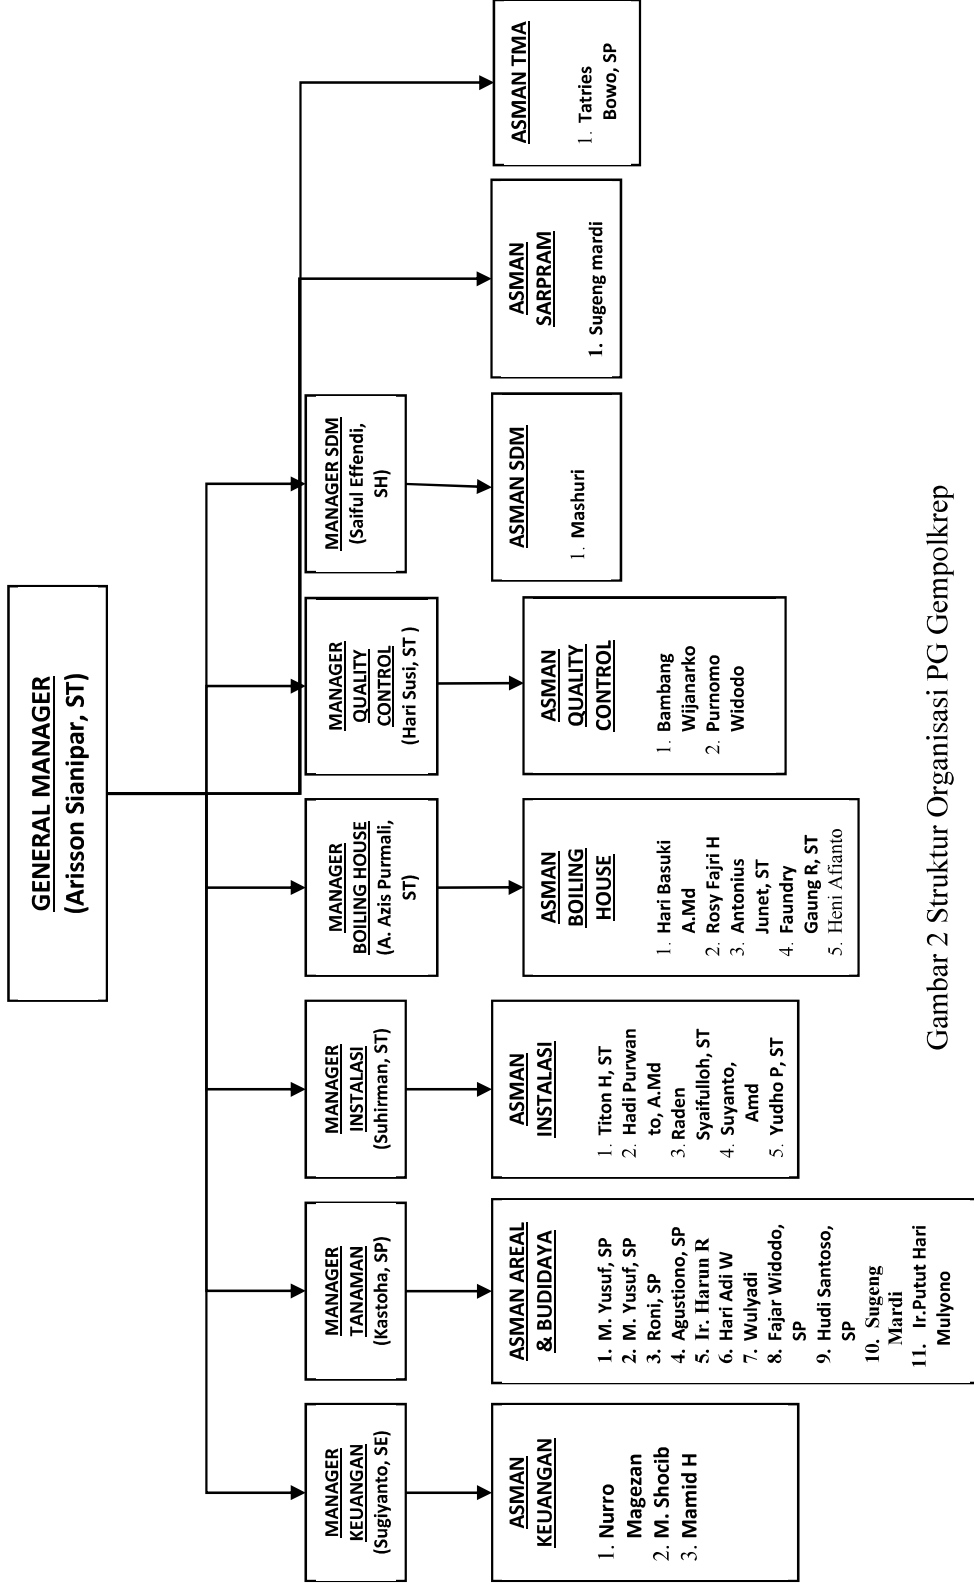 GENERAL MANAGER
(Arisson Sianipar, ST)
MANAGER
KEUANGAN
(Sugiyanto, SE)
MANAGER
TANAMAN
(Kastoha, SP)
MANAGER
INSTALASI
(Suhirman, ST)
MANAGER
BOILING HOUSE
(A. Azis Purmali,
ST)
MANAGER
QUALITY
CONTROL
(Hari Susi, ST )
MANAGER SDM
(Saiful Effendi,
SH)
ASMAN
KEUANGAN
1. Nurro
Magezan
2. M. Shocib
3. Mamid H
ASMAN AREAL
& BUDIDAYA
1. M. Yusuf, SP
2. M. Yusuf, SP
3. Roni, SP
4. Agustiono, SP
5. Ir. Harun R
6. Hari Adi W
7. Wulyadi
8. Fajar Widodo,
SP
9. Hudi Santoso,
SP
10. Sugeng
Mardi
11. Ir.Putut Hari
Mulyono
ASMAN
INSTALASI
1. Titon H, ST
2. Hadi Purwan
to, A.Md
3. Raden
Syaifulloh, ST
4. Suyanto,
Amd
5. Yudho P, ST
ASMAN
BOILING
HOUSE
1. Hari Basuki
A.Md
2. Rosy Fajri H
3. Antonius
Junet, ST
4. Faundry
Gaung R, ST
5. Heni Afianto
ASMAN
QUALITY
CONTROL
1. Bambang
Wijanarko
2. Purnomo
Widodo
ASMAN SDM
1. Mashuri
ASMAN
SARPRAM
1. Sugeng mardi
ASMAN TMA
1. Tatries
Bowo, SP
Gambar 2 Struktur Organisasi PG Gempolkrep